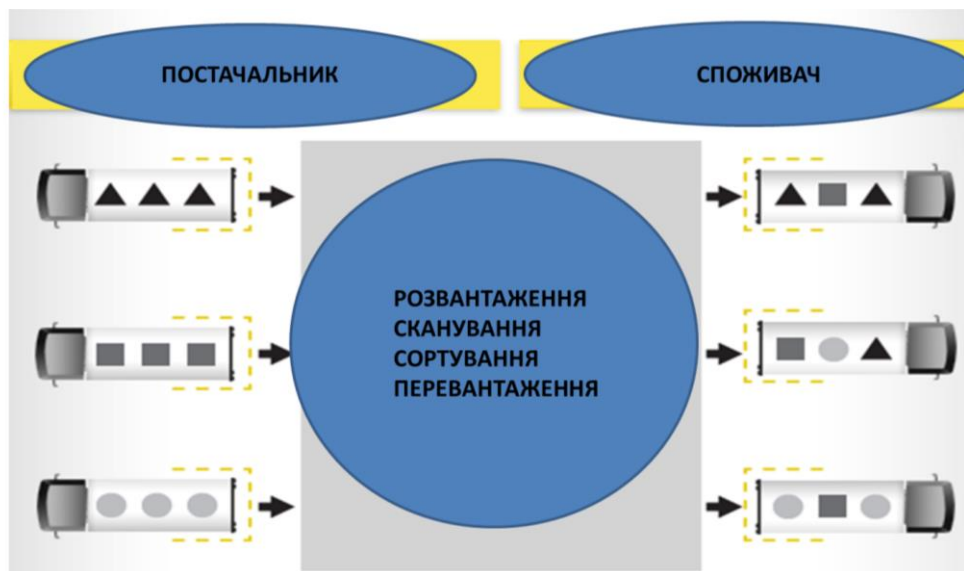 ПОСТАЧАЛЬНИК
СПОЖИВАЧ
РОЗВАНТАЖЕННЯ
СКАНУВАННЯ
СОРТУВАННЯ
ПЕРЕВАНТАЖЕННЯ